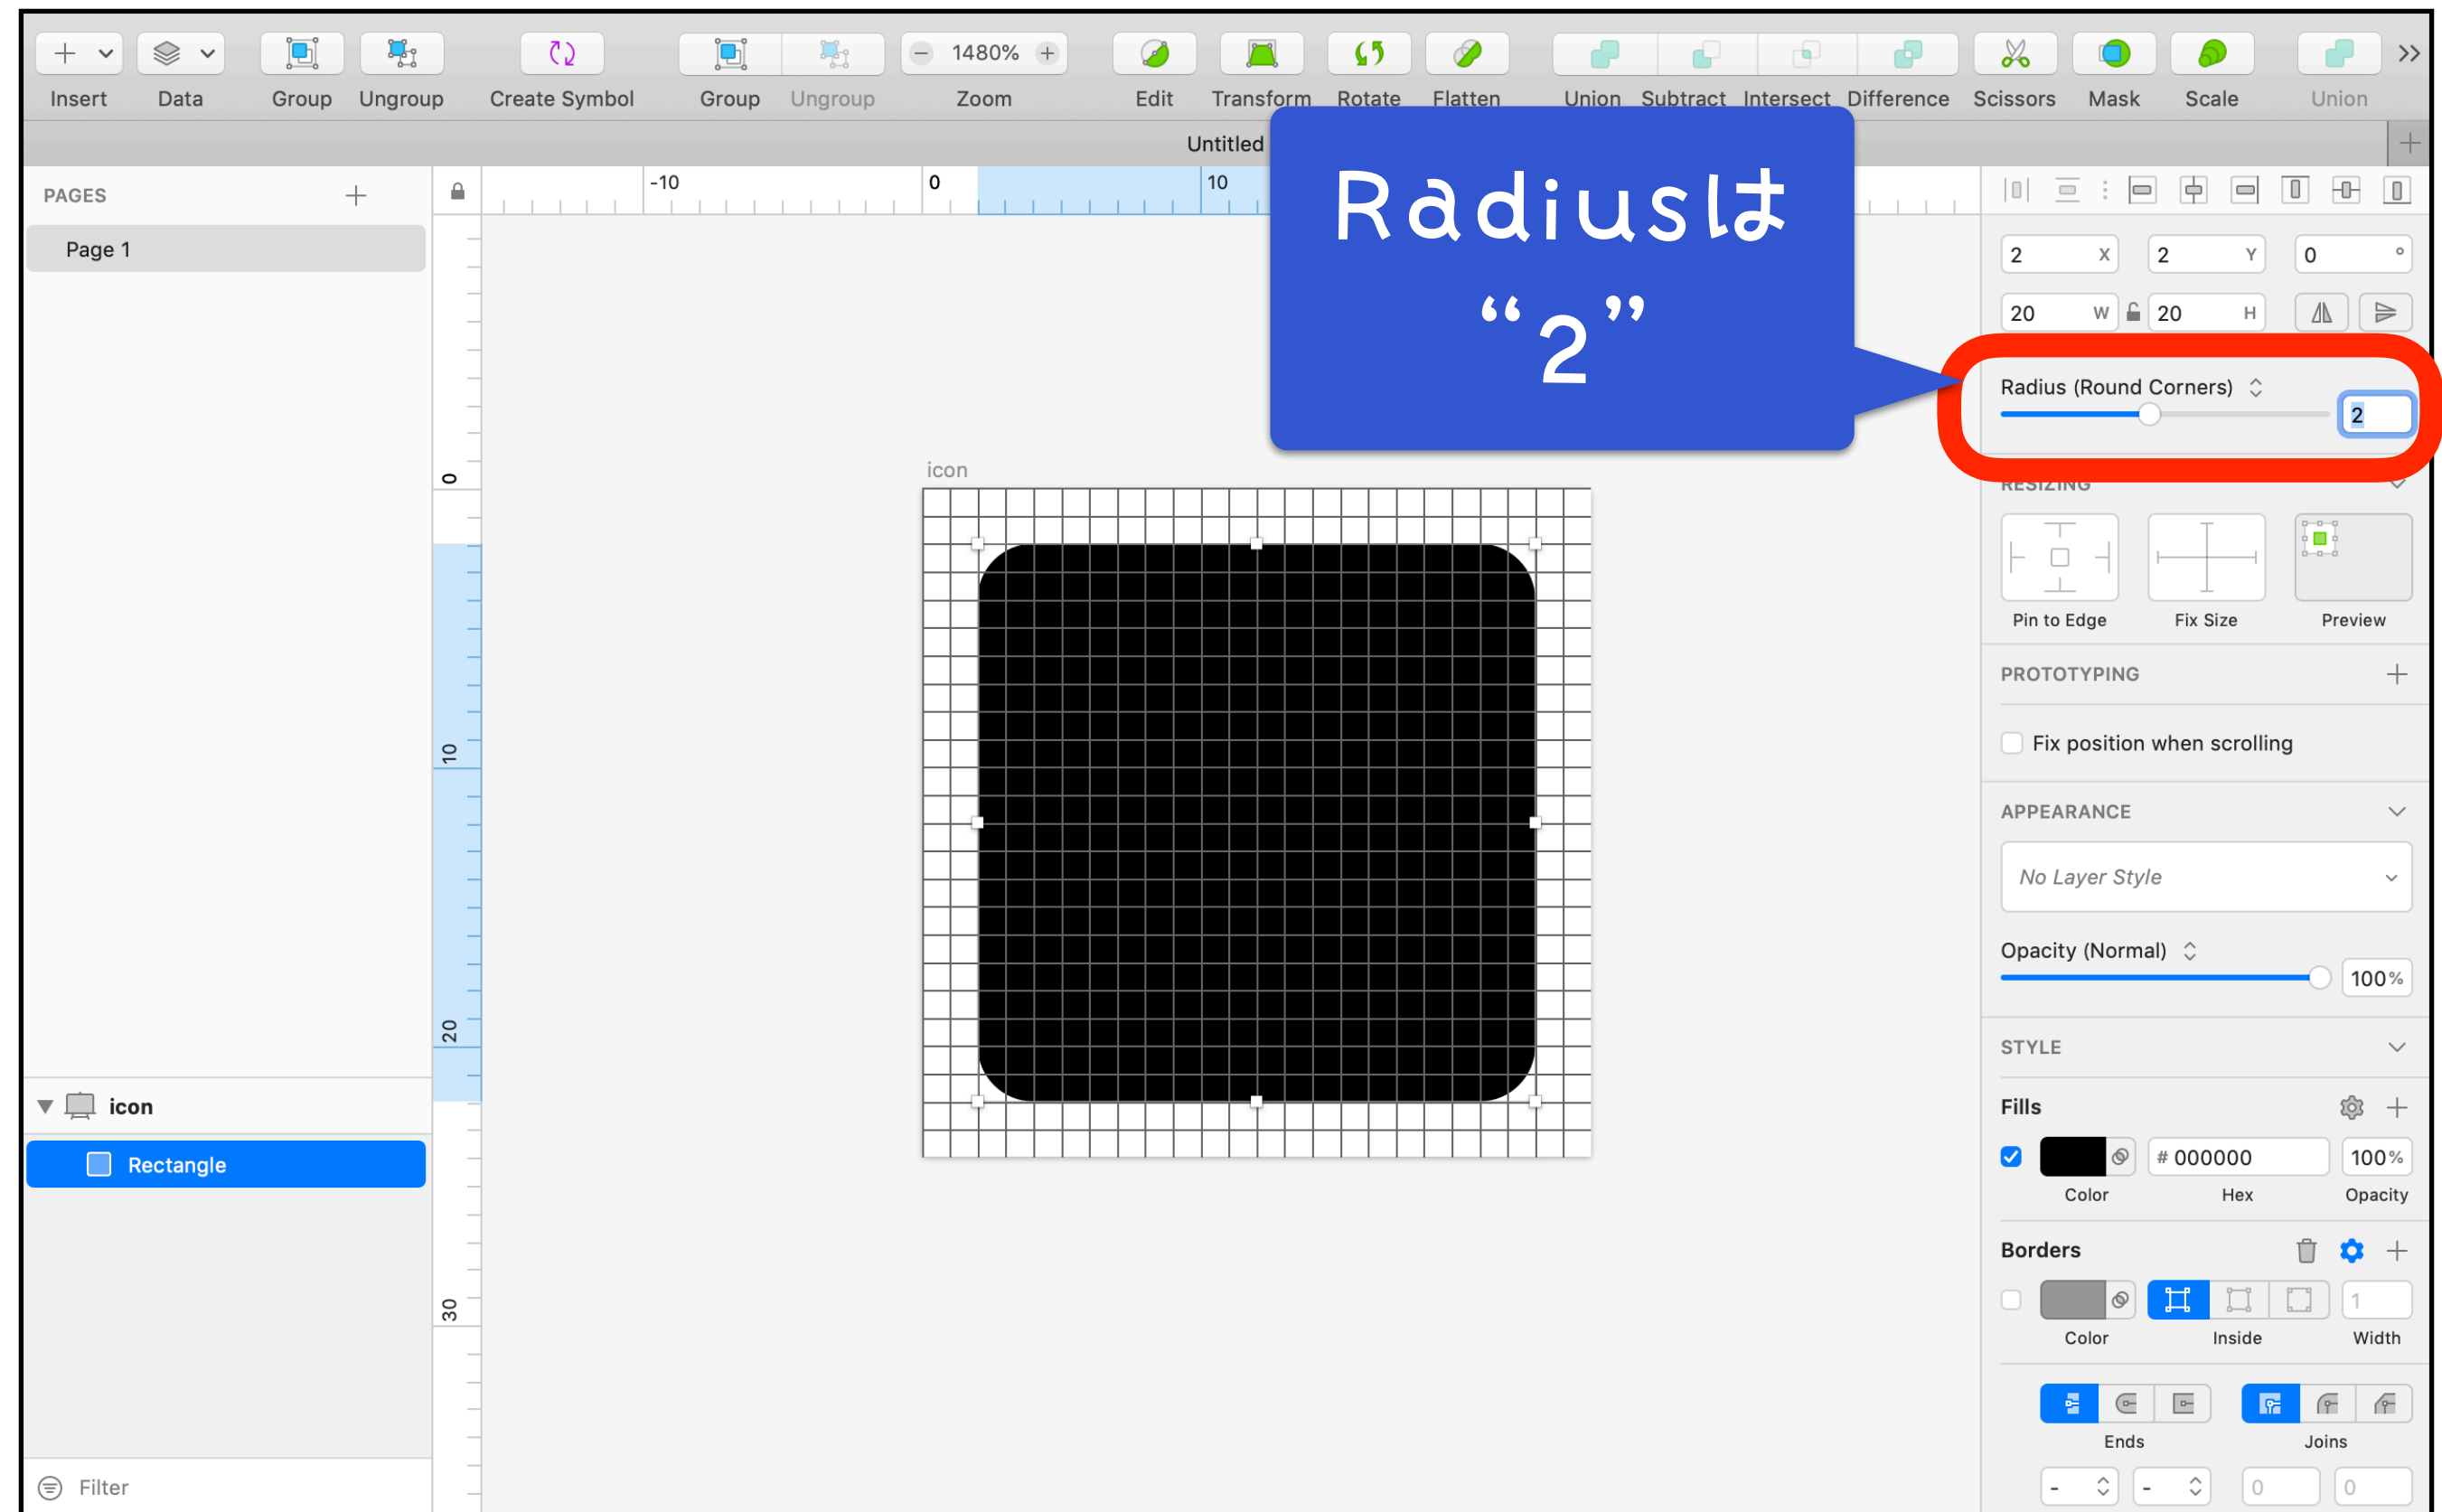 1480%
Insert Data Group Ungroup Create Symbol Group Ungroup Zoom Edit Transform Rotate Flatten Union Subtract Intersect Difference Scissors Mask Scale Union
Untitled
Radiusは
“2”
PAGES
Page 1
-10 0 10
0
10
20
30
icon
icon
Rectangle
Filter
2 X 2 Y 0 °
20 W 20 H
Radius (Round Corners)
2
RESIZING
Pin to Edge Fix Size Preview
PROTOTYPING
Fix position when scrolling
APPEARANCE
No Layer Style
Opacity (Normal)
100%
STYLE
Fills
# 000000 100%
Color Hex Opacity
Borders
1
Color Inside Width
Ends Joins
- - 0 0